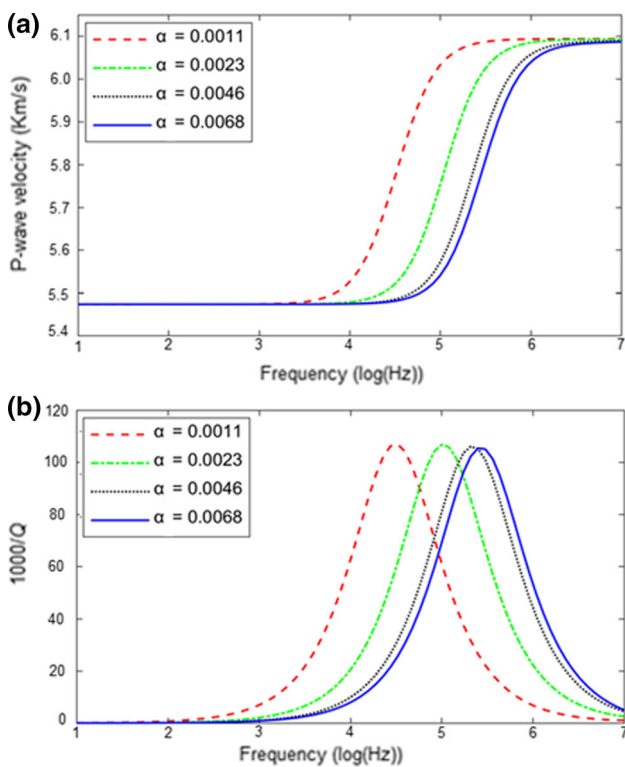 (a)
6.1
6.0
5.8
5.7
5.6
5.5
5.4
P-wave velocity (Km/s)
α = 0.0011
α = 0.0023
α = 0.0046
α = 0.0068
1 2 3 4 5 6 7
Frequency (log(Hz))
(b)
120
100
80
60
40
20
0
1000/Q
α = 0.0011
α = 0.0023
α = 0.0046
α = 0.0068
1 2 3 4 5 6 7
Frequency (log(Hz))